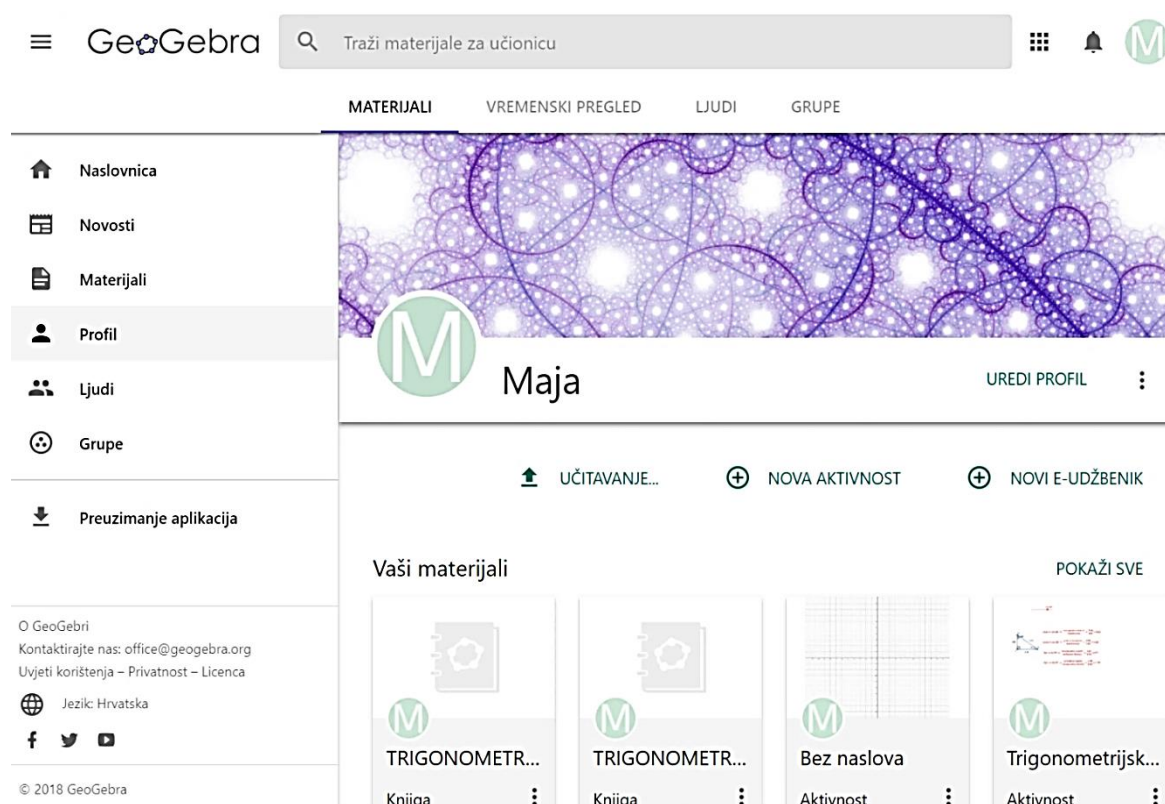 GeoGebra
Traži materijale za učionicu
M
MATERIJALI VREMENSKI PREGLED LJUDI GRUPE
Naslovnica
Novosti
Materijali
Profil
Ljudi
Grupe
Preuzimanje aplikacija
O GeoGebri
Kontaktirajte nas: office@geogebra.org
Uvjeti korištenja – Privatnost – Licenca
Jezik: Hrvatska
© 2018 GeoGebra
M
Maja
UREDI PROFIL
UČITAVANJE... NOVA AKTIVNOST NOVI E-UDŽBENIK
Vaši materijali
POKAŽI SVE
M
TRIGONOMETR...
Knjiga
M
TRIGONOMETR...
Knjiga
M
Bez naslova
Aktivnost
M
Trigonometrijsk...
Aktivnost